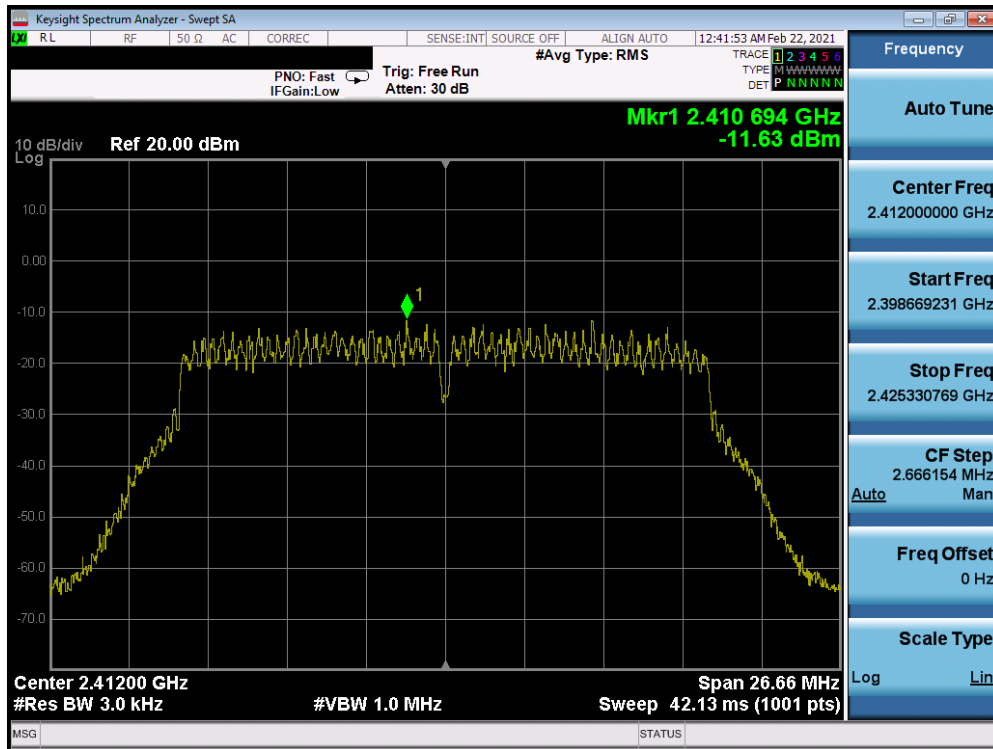 Keysight Spectrum Analyzer - Swept SA
LXI RL RF 50 Ω AC CORREC SENSE:INT SOURCE OFF ALIGN AUTO 12:41:53 AM Feb 22, 2021
#Avg Type: RMS
TRACE 1 2 3 4 5 6
PNO: Fast Trig: Free Run TYPE M W W W W W
IFGain:Low Atten: 30 dB DET P N N N N N
Mkr1 2.410 694 GHz
-11.63 dBm
10 dB/div Ref 20.00 dBm
Log
10.0
0.00
-10.0
-20.0
-30.0
-40.0
-50.0
-60.0
-70.0
1
Center 2.41200 GHz Span 26.66 MHz
#Res BW 3.0 kHz #VBW 1.0 MHz Sweep 42.13 ms (1001 pts)
MSG STATUS
Frequency
Auto Tune
Center Freq
2.412000000 GHz
Start Freq
2.398669231 GHz
Stop Freq
2.425330769 GHz
CF Step
2.666154 MHz
Auto Man
Freq Offset
0 Hz
Scale Type
Log Lin